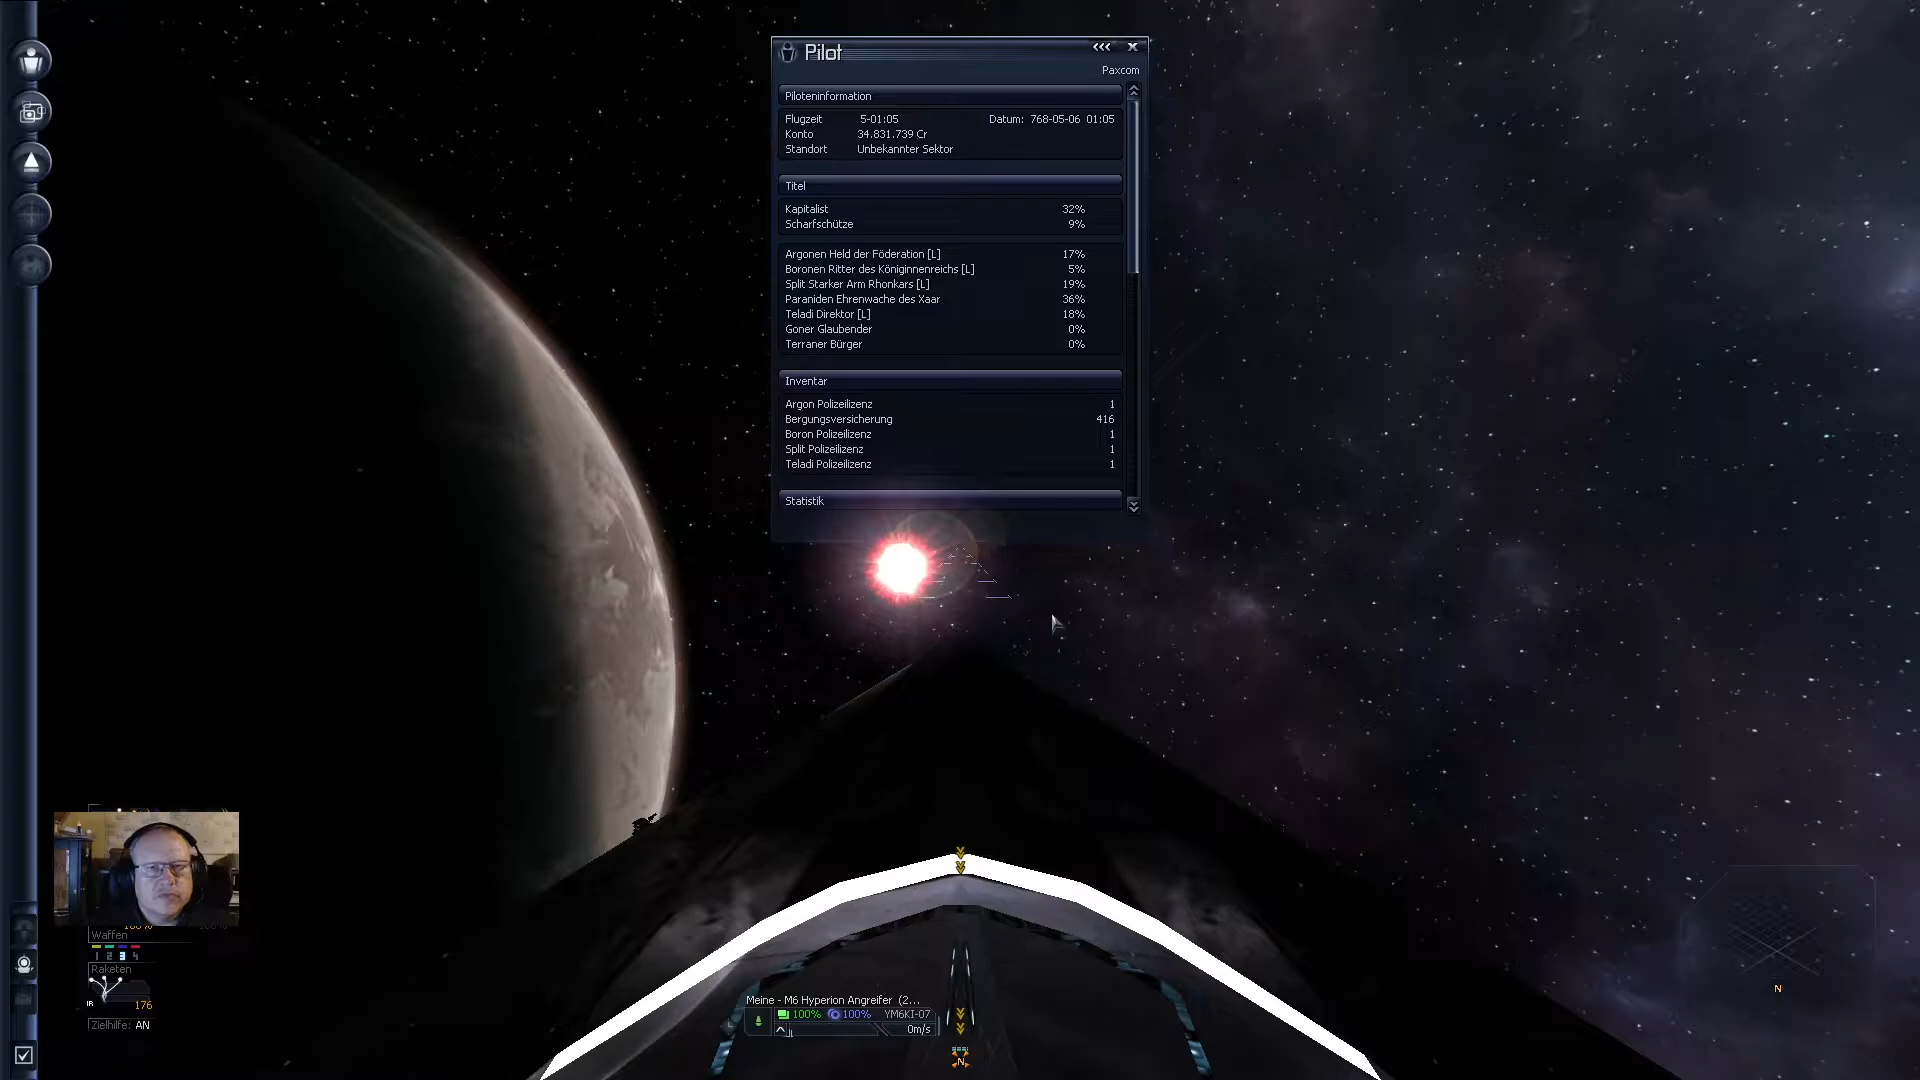 Pilot
Paxcom
Piloteninformation
Flugzeit 5-01:05 Datum: 768-05-06 01:05
Konto 34.831.739 Cr
Standort Unbekannter Sektor
Titel
Kapitalist 32%
Scharfschütze 9%
Argonen Held der Föderation [L] 17%
Boronen Ritter des Königinnenreichs [L] 5%
Split Starker Arm Rhonkars [L] 19%
Paraniden Ehrenwache des Xaar 36%
Teladi Direktor [L] 18%
Goner Glaubender 0%
Terraner Bürger 0%
Inventar
Argon Polizeilizenz 1
Bergungsversicherung 416
Boron Polizeilizenz 1
Split Polizeilizenz 1
Teladi Polizeilizenz 1
Statistik
Waffen
1 2 3 4
Raketen
IR 176
Zielhilfe: AN
Meine - M6 Hyperion Angreifer (2...
100% 100% YM6KI-07
0m/s
N
N